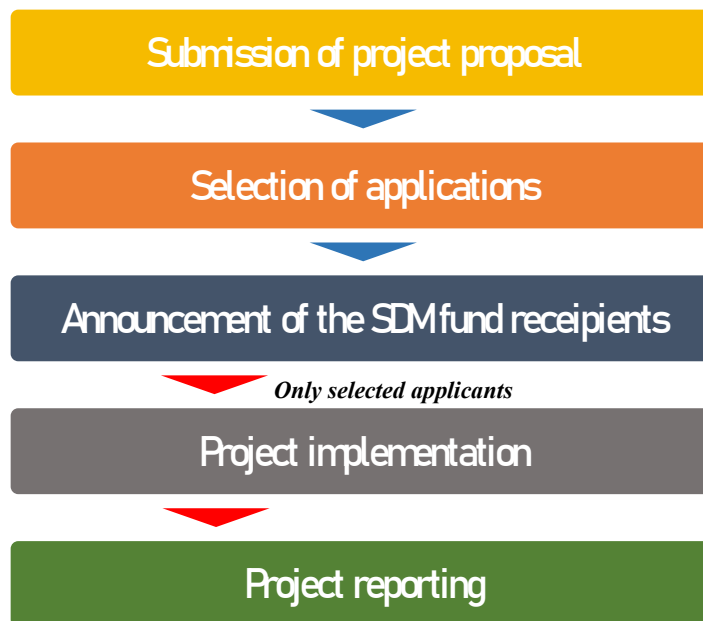 Submission of project proposal
Selection of applications
Announcement of the SDM fund receipients
Only selected applicants
Project implementation
Project reporting